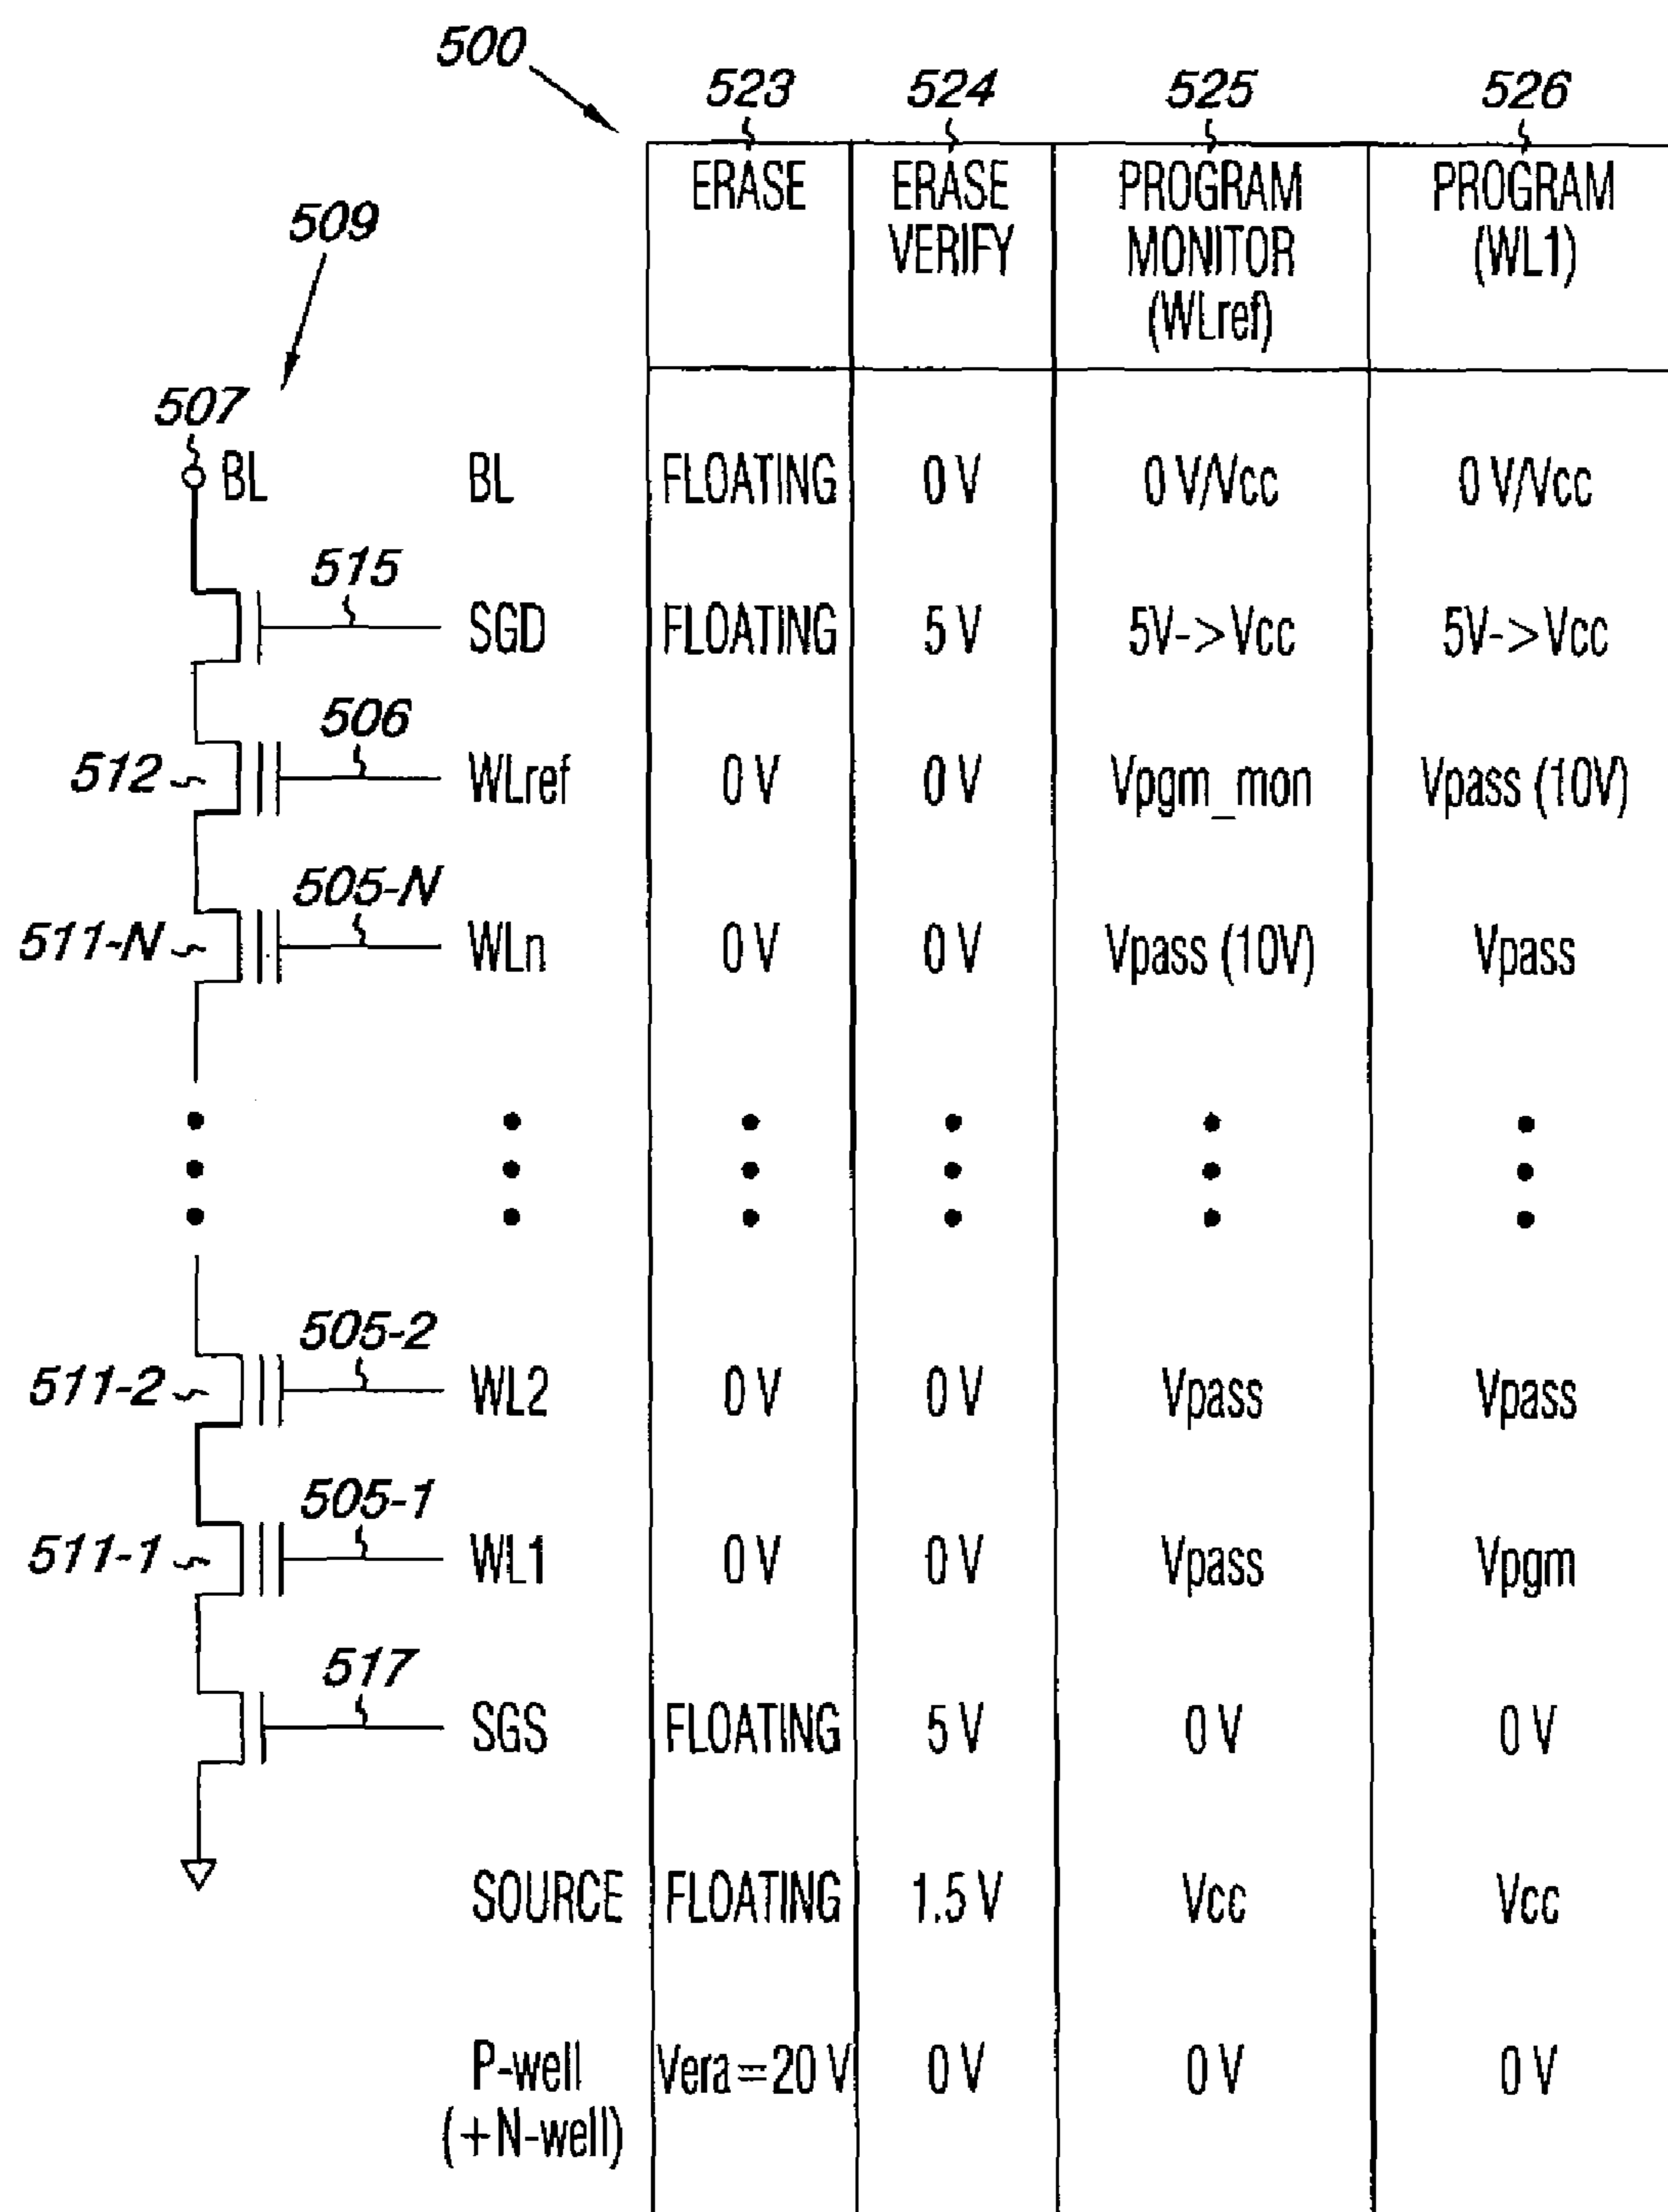 500
523 524 525 526
ERASE ERASE VERIFY PROGRAM MONITOR (WLref) PROGRAM (WL1)
509
507
BL BL FLOATING 0 V 0 V/Vcc 0 V/Vcc
515
SGD FLOATING 5 V 5V->Vcc 5V->Vcc
506
512 WLref 0 V 0 V Vpgm_mon Vpass (10V)
505-N
511-N WLn 0 V 0 V Vpass (10V) Vpass
505-2
511-2 WL2 0 V 0 V Vpass Vpass
505-1
511-1 WL1 0 V 0 V Vpass Vpgm
517
SGS FLOATING 5 V 0 V 0 V
SOURCE FLOATING 1.5 V Vcc Vcc
P-well Vera=20 V 0 V 0 V 0 V
(+N-well)